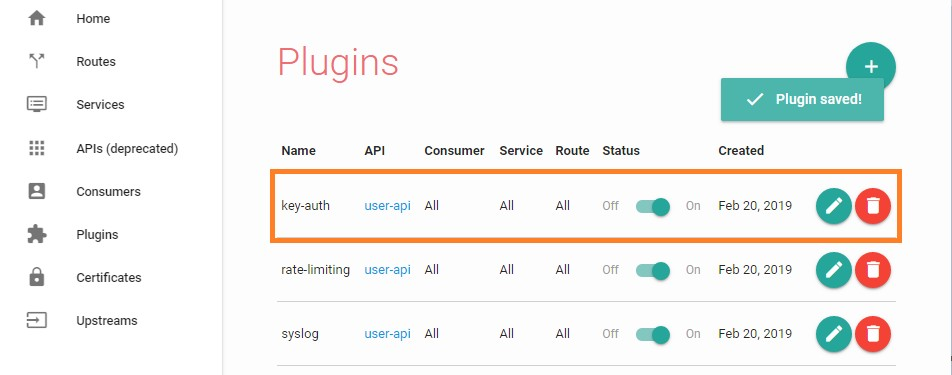 Home
Routes
Services
APIs (deprecated)
Consumers
Plugins
Certificates
Upstreams
Plugins
+
Plugin saved!
Name API Consumer Service Route Status Created
key-auth user-api All All All Off On Feb 20, 2019
rate-limiting user-api All All All Off On Feb 20, 2019
syslog user-api All All All Off On Feb 20, 2019